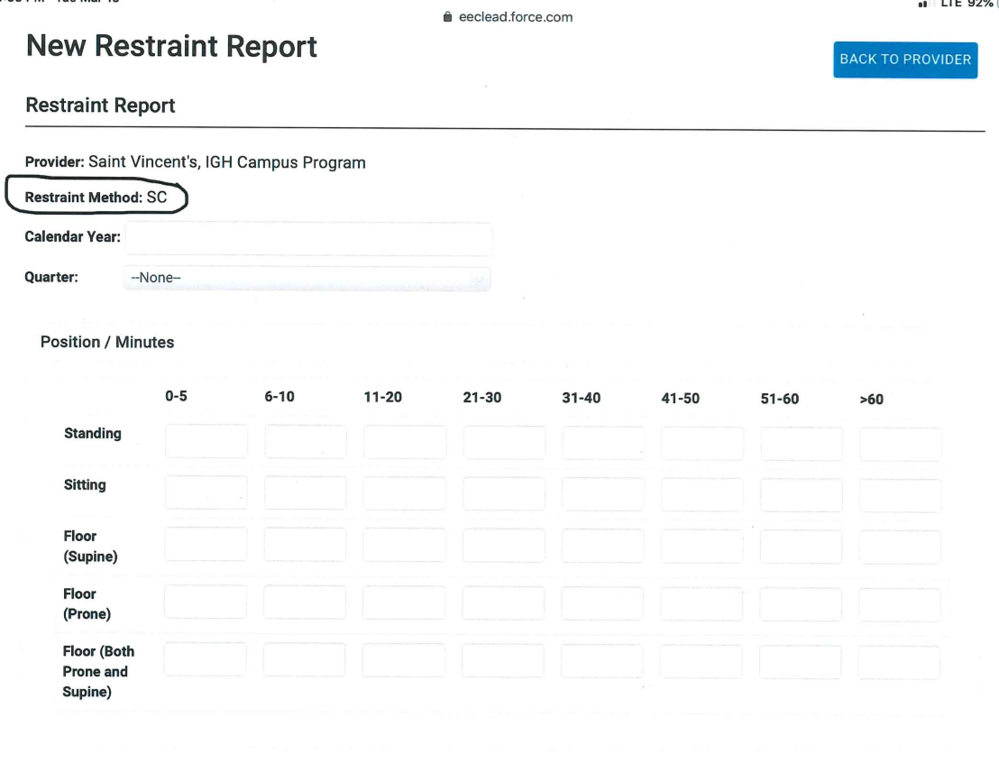 Tue Mar
LTE 92%
eeclead.force.com
New Restraint Report
BACK TO PROVIDER
Restraint Report
Provider: Saint Vincent's, IGH Campus Program
Restraint Method: SC
Calendar Year:
Quarter: --None--
Position / Minutes
0-5 6-10 11-20 21-30 31-40 41-50 51-60 >60
Standing
Sitting
Floor
(Supine)
Floor
(Prone)
Floor (Both
Prone and
Supine)